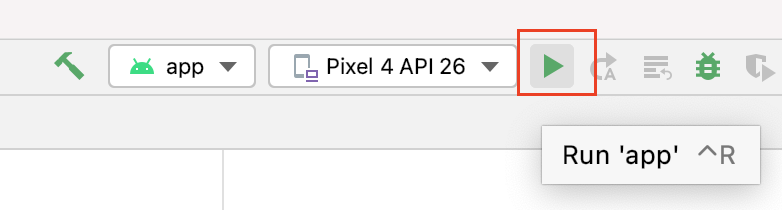 app
Pixel 4 API 26
A
Run 'app' ^R